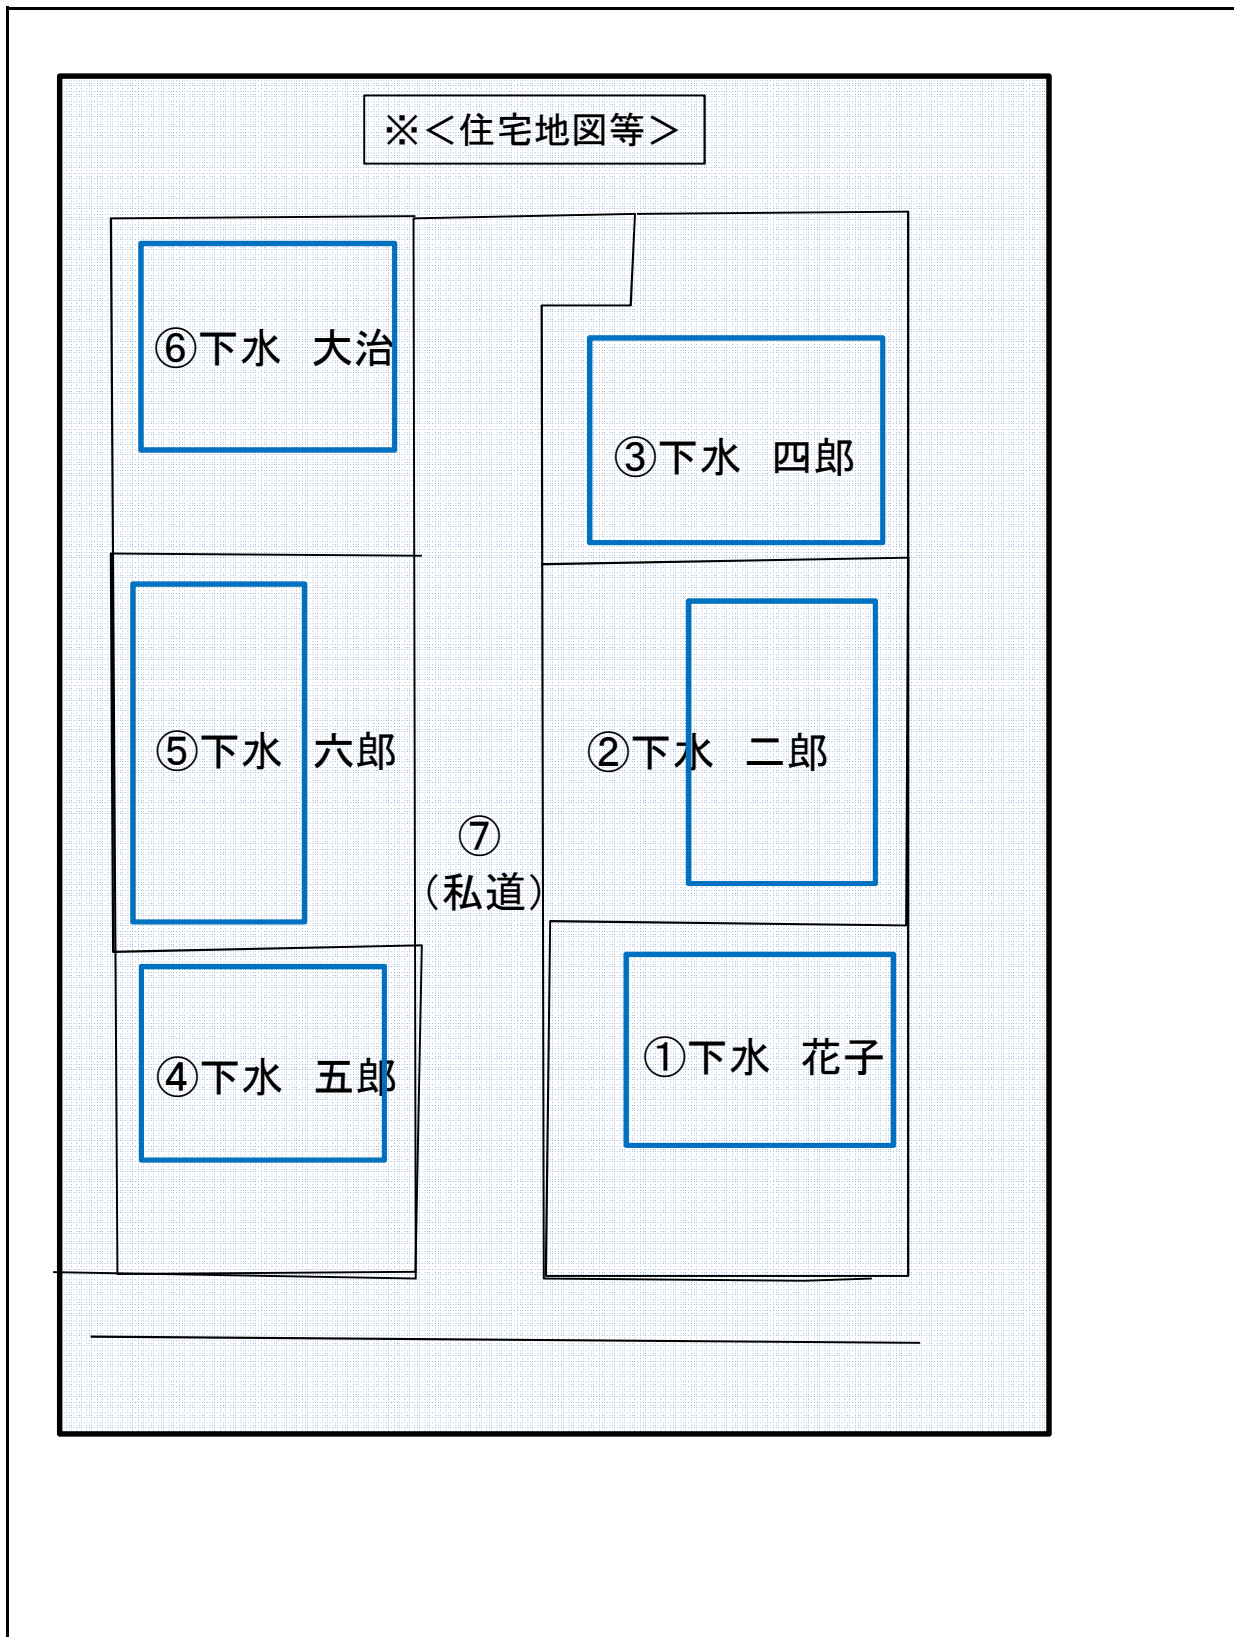 ※＜住宅地図等＞
⑥下水　大治
③下水　四郎
⑤下水　六郎
②下水　二郎
⑦
（私道）
①下水　花子
④下水　五郎